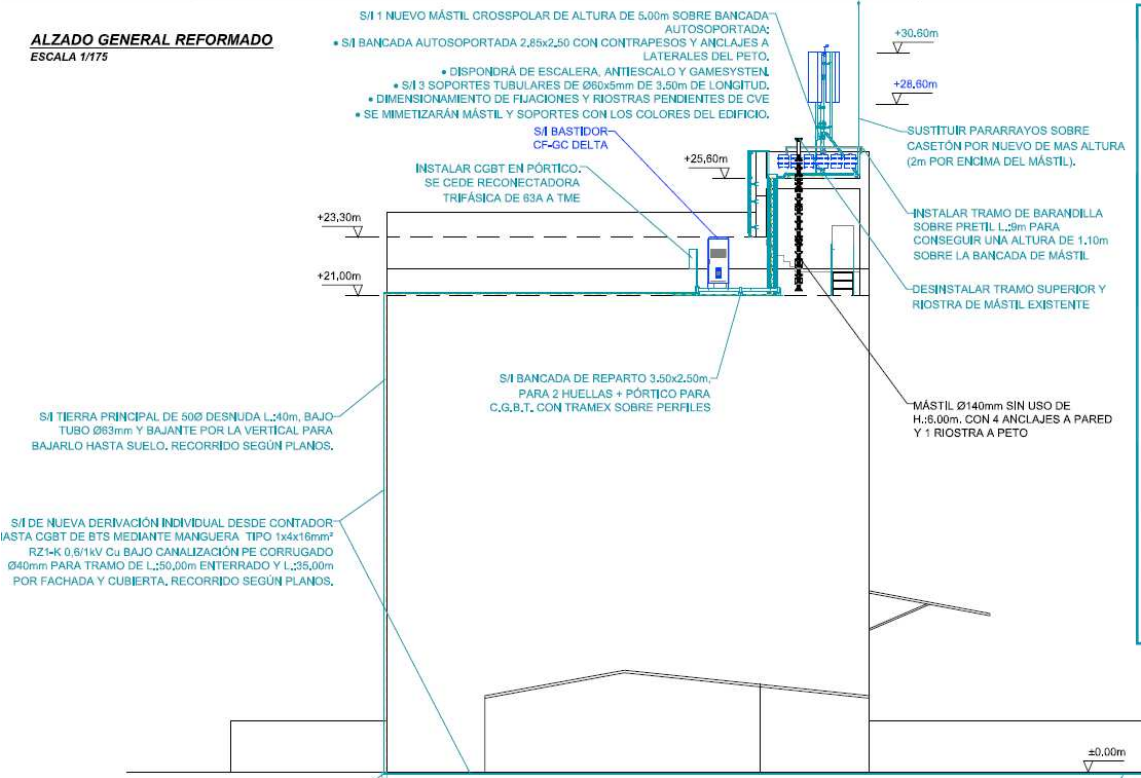 ALZADO GENERAL REFORMADO
ESCALA 1/175
S/I 1 NUEVO MÁSTIL CROSSPOLAR DE ALTURA DE 5.00m SOBRE BANCADA
AUTOSOPORTADA:
• S/I BANCADA AUTOSOPORTADA 2.85x2.50 CON CONTRAPESOS Y ANCLAJES A
LATERALES DEL PETO.
• DISPONDRÁ DE ESCALERA, ANTIESCALO Y GAMESYSTEN.
• S/I 3 SOPORTES TUBULARES DE Ø60x5mm DE 3.50m DE LONGITUD.
• DIMENSIONAMIENTO DE FIJACIONES Y RIOSTRAS PENDIENTES DE CVE
• SE MIMETIZARÁN MÁSTIL Y SOPORTES CON LOS COLORES DEL EDIFICIO.
+30.60m
+28.60m
S/I BASTIDOR
CF-GC DELTA
SUSTITUIR PARARRAYOS SOBRE
CASETÓN POR NUEVO DE MAS ALTURA
(2m POR ENCIMA DEL MÁSTIL).
+25,60m
INSTALAR CGBT EN PÓRTICO.
SE CEDE RECONECTADORA
TRIFÁSICA DE 63A A TME
+23,30m
INSTALAR TRAMO DE BARANDILLA
SOBRE PRETIL L.:9m PARA
CONSEGUIR UNA ALTURA DE 1.10m
SOBRE LA BANCADA DE MÁSTIL
+21,00m
DESINSTALAR TRAMO SUPERIOR Y
RIOSTRA DE MÁSTIL EXISTENTE
S/I BANCADA DE REPARTO 3.50x2.50m,
PARA 2 HUELLAS + PÓRTICO PARA
C.G.B.T. CON TRAMEX SOBRE PERFILES
MÁSTIL Ø140mm SIN USO DE
H.:6.00m. CON 4 ANCLAJES A PARED
Y 1 RIOSTRA A PETO
S/I TIERRA PRINCIPAL DE 50Ø DESNUDA L.:40m, BAJO
TUBO Ø63mm Y BAJANTE POR LA VERTICAL PARA
BAJARLO HASTA SUELO. RECORRIDO SEGÚN PLANOS.
S/I DE NUEVA DERIVACIÓN INDIVIDUAL DESDE CONTADOR
HASTA CGBT DE BTS MEDIANTE MANGUERA TIPO 1x4x16mm²
RZ1-K 0,6/1kV Cu BAJO CANALIZACIÓN PE CORRUGADO
Ø40mm PARA TRAMO DE L.:50,00m ENTERRADO Y L.:35,00m
POR FACHADA Y CUBIERTA. RECORRIDO SEGÚN PLANOS.
±0.00m